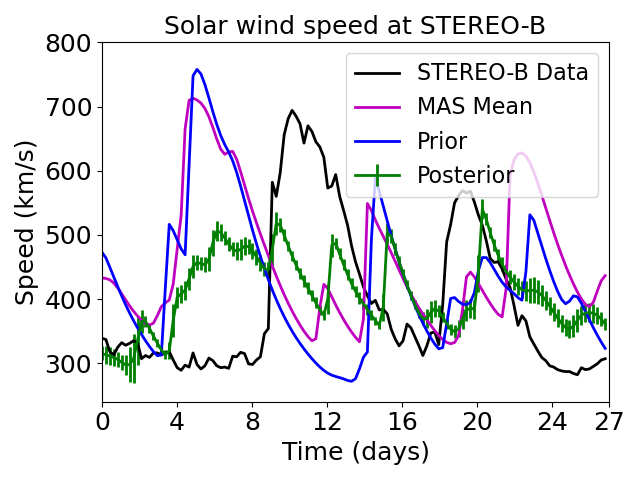 Solar wind speed at STEREO-B
800
700
600
500
400
300
Speed (km/s)
STEREO-B Data
MAS Mean
Prior
Posterior
0 4 8 12 16 20 24 27
Time (days)